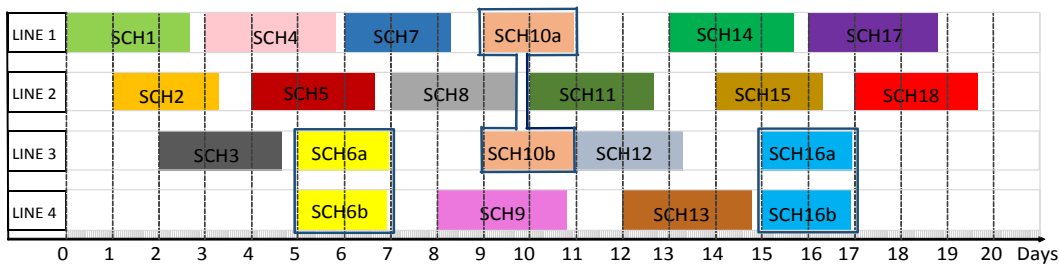 LINE 1 SCH1 SCH4 SCH7 SCH10a SCH14 SCH17
LINE 2 SCH2 SCH5 SCH8 SCH11 SCH15 SCH18
LINE 3 SCH3 SCH6a SCH10b SCH12 SCH16a
LINE 4 SCH6b SCH9 SCH13 SCH16b
0 1 2 3 4 5 6 7 8 9 10 11 12 13 14 15 16 17 18 19 20 Days